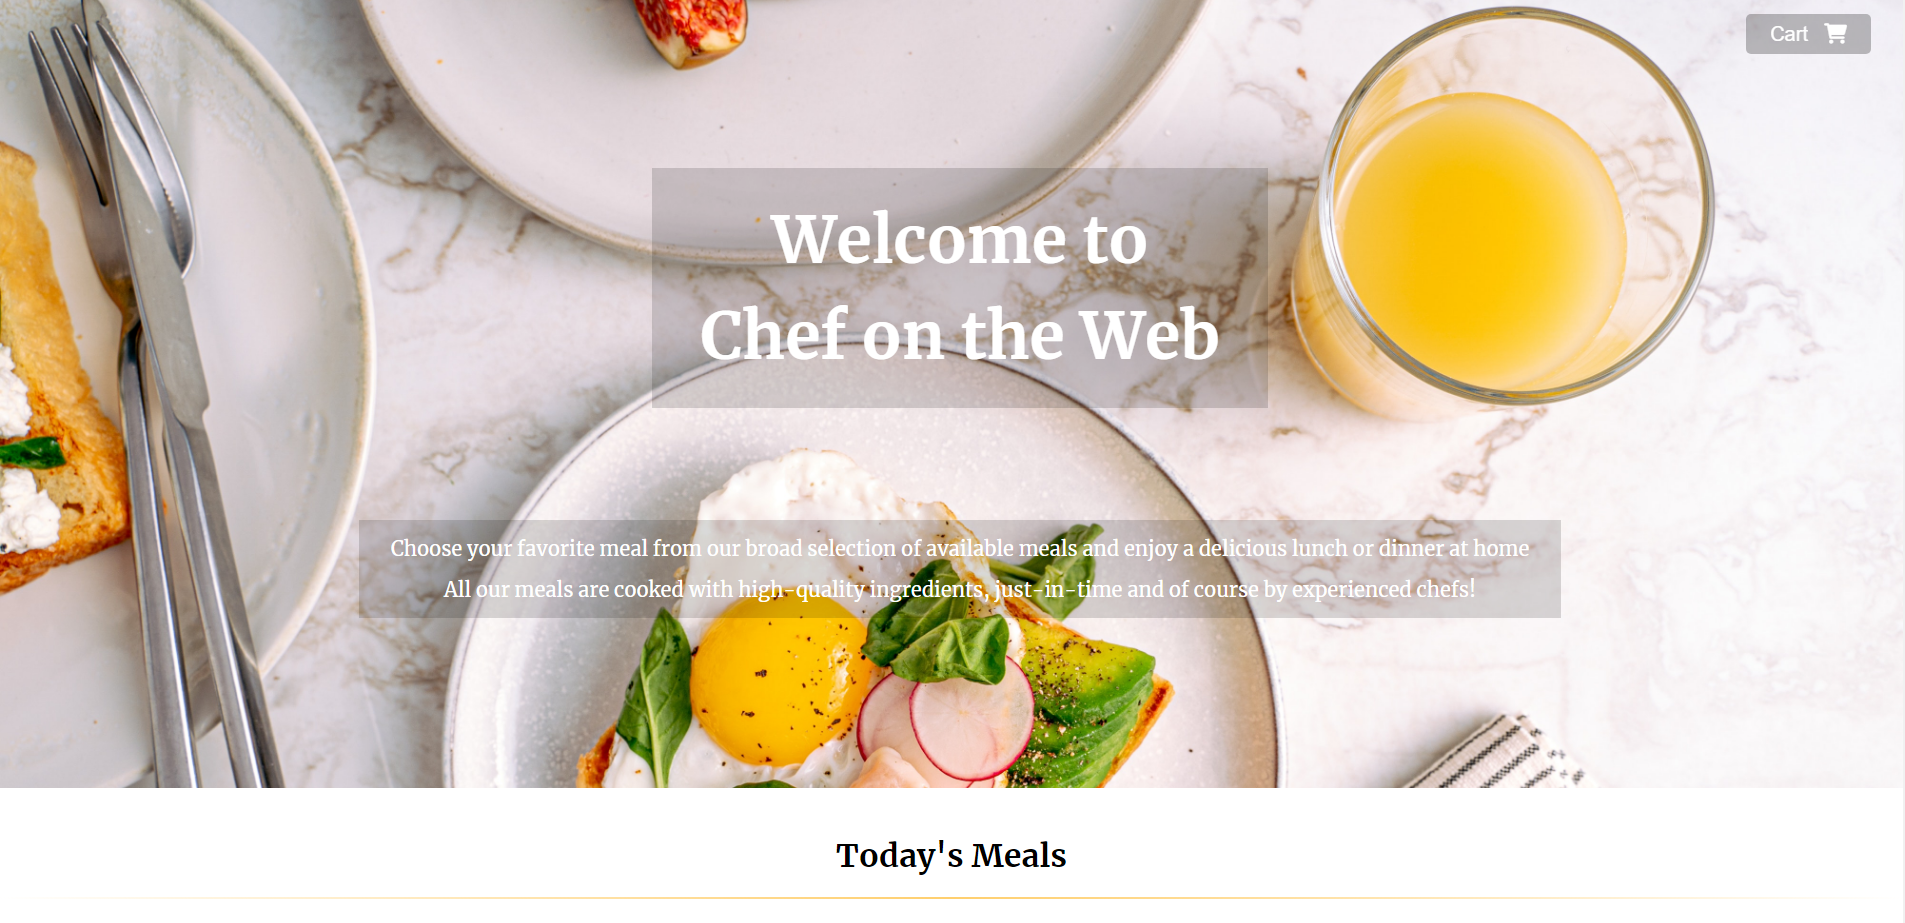 Cart
Welcome to
Chef on the Web
Choose your favorite meal from our broad selection of available meals and enjoy a delicious lunch or dinner at home
All our meals are cooked with high-quality ingredients, just-in-time and of course by experienced chefs!
Today's Meals